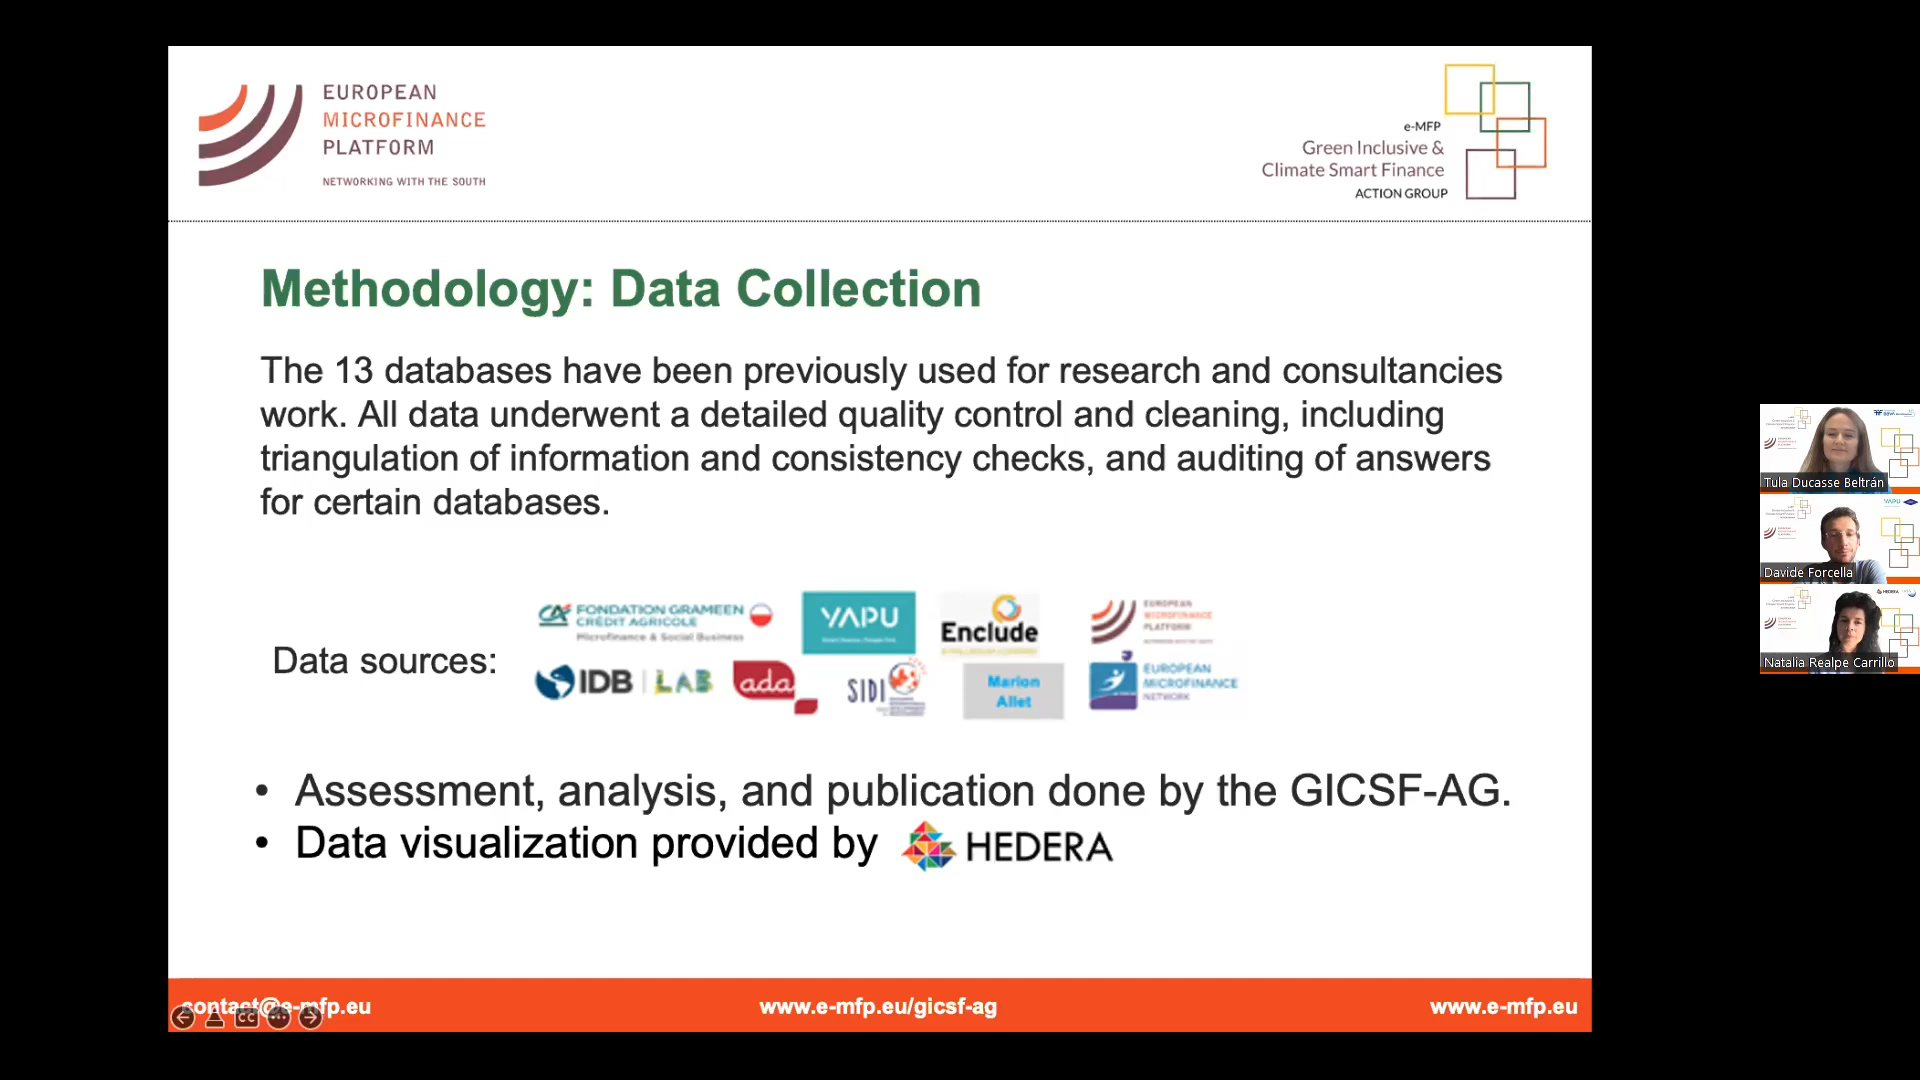 EUROPEAN
MICROFINANCE
PLATFORM
NETWORKING WITH THE SOUTH
e-MFP
Green Inclusive &
Climate Smart Finance
ACTION GROUP
Methodology: Data Collection
The 13 databases have been previously used for research and consultancies
work. All data underwent a detailed quality control and cleaning, including
triangulation of information and consistency checks, and auditing of answers
for certain databases.
Data sources:
FONDATION GRAMEEN
CRÉDIT AGRICOLE
Microfinance & Social Business
YAPU
Enclude
EUROPEAN
MICROFINANCE
PLATFORM
IDB | LAB
ada
SIDI
Marion
Allet
EUROPEAN
MICROFINANCE
NETWORK
• Assessment, analysis, and publication done by the GICSF-AG.
• Data visualization provided by HEDERA
contact@e-mfp.eu
www.e-mfp.eu/gicsf-ag
www.e-mfp.eu
CC
Tula Ducasse Beltrán
YAPU
Davide Forcella
HEDERA
Natalia Realpe Carrillo